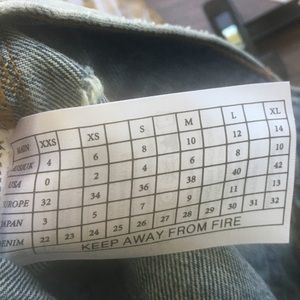 MAIN XXS XS S M L XL
AUS/UK 4 6 8 10 12 14
USA 0 2 4 6 8 10
EUROPE 32 34 36 38 40 42
JAPAN 3 5 7 9 11 13
DENIM 22 23 24 25 26 27 28 29 30 31 32
KEEP AWAY FROM FIRE